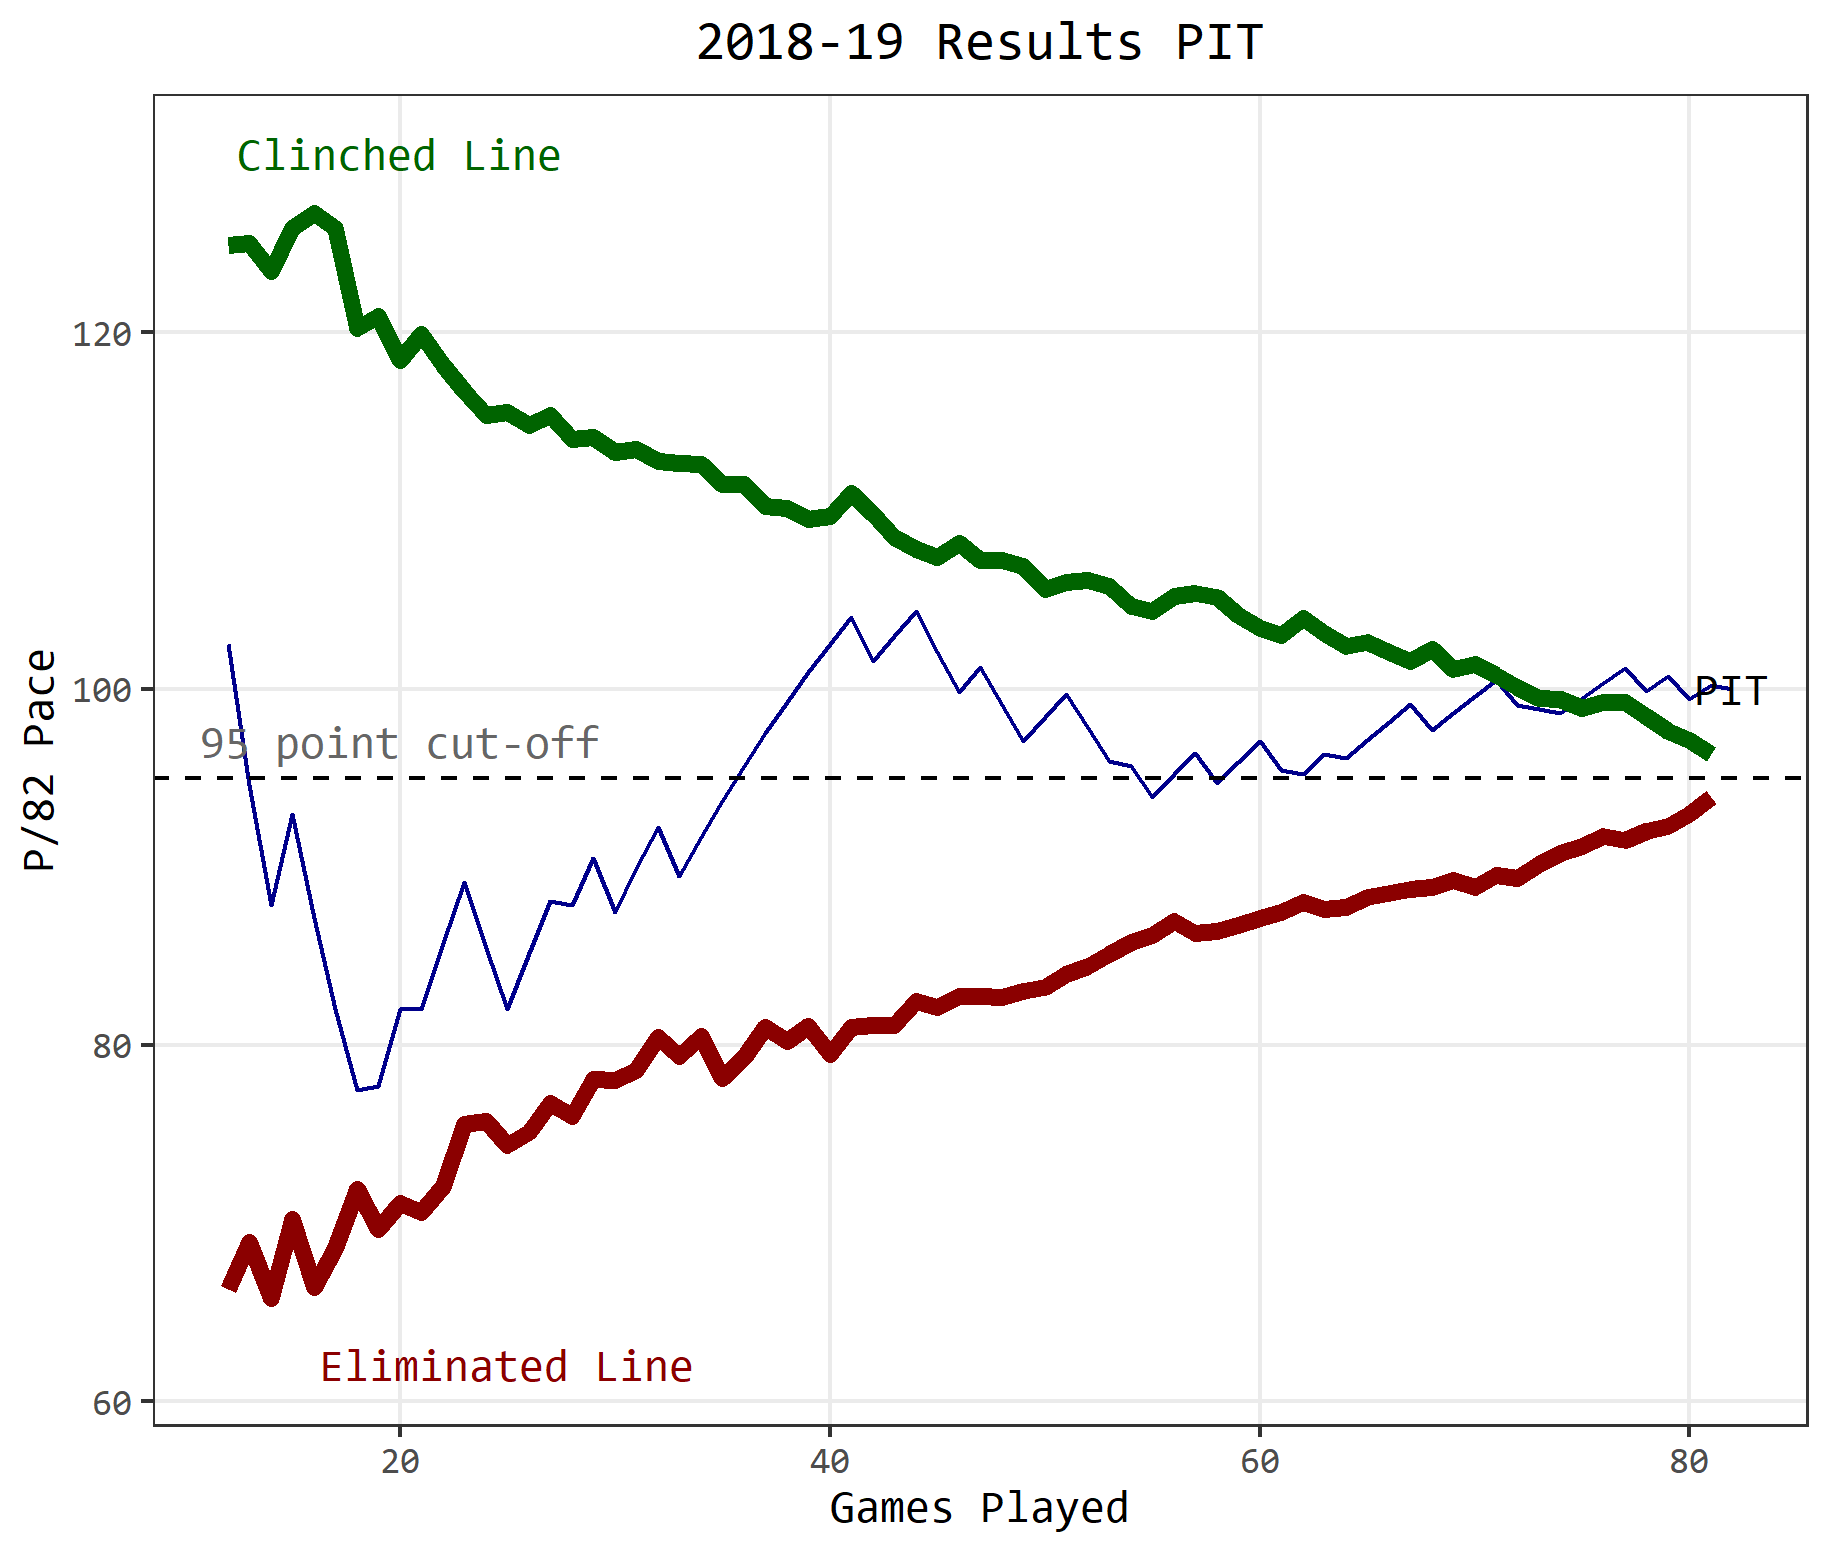 2018-19 Results PIT
Clinched Line
120
100
PIT
95 point cut-off
P/82 Pace
80
Eliminated Line
60
20 40 60 80
Games Played